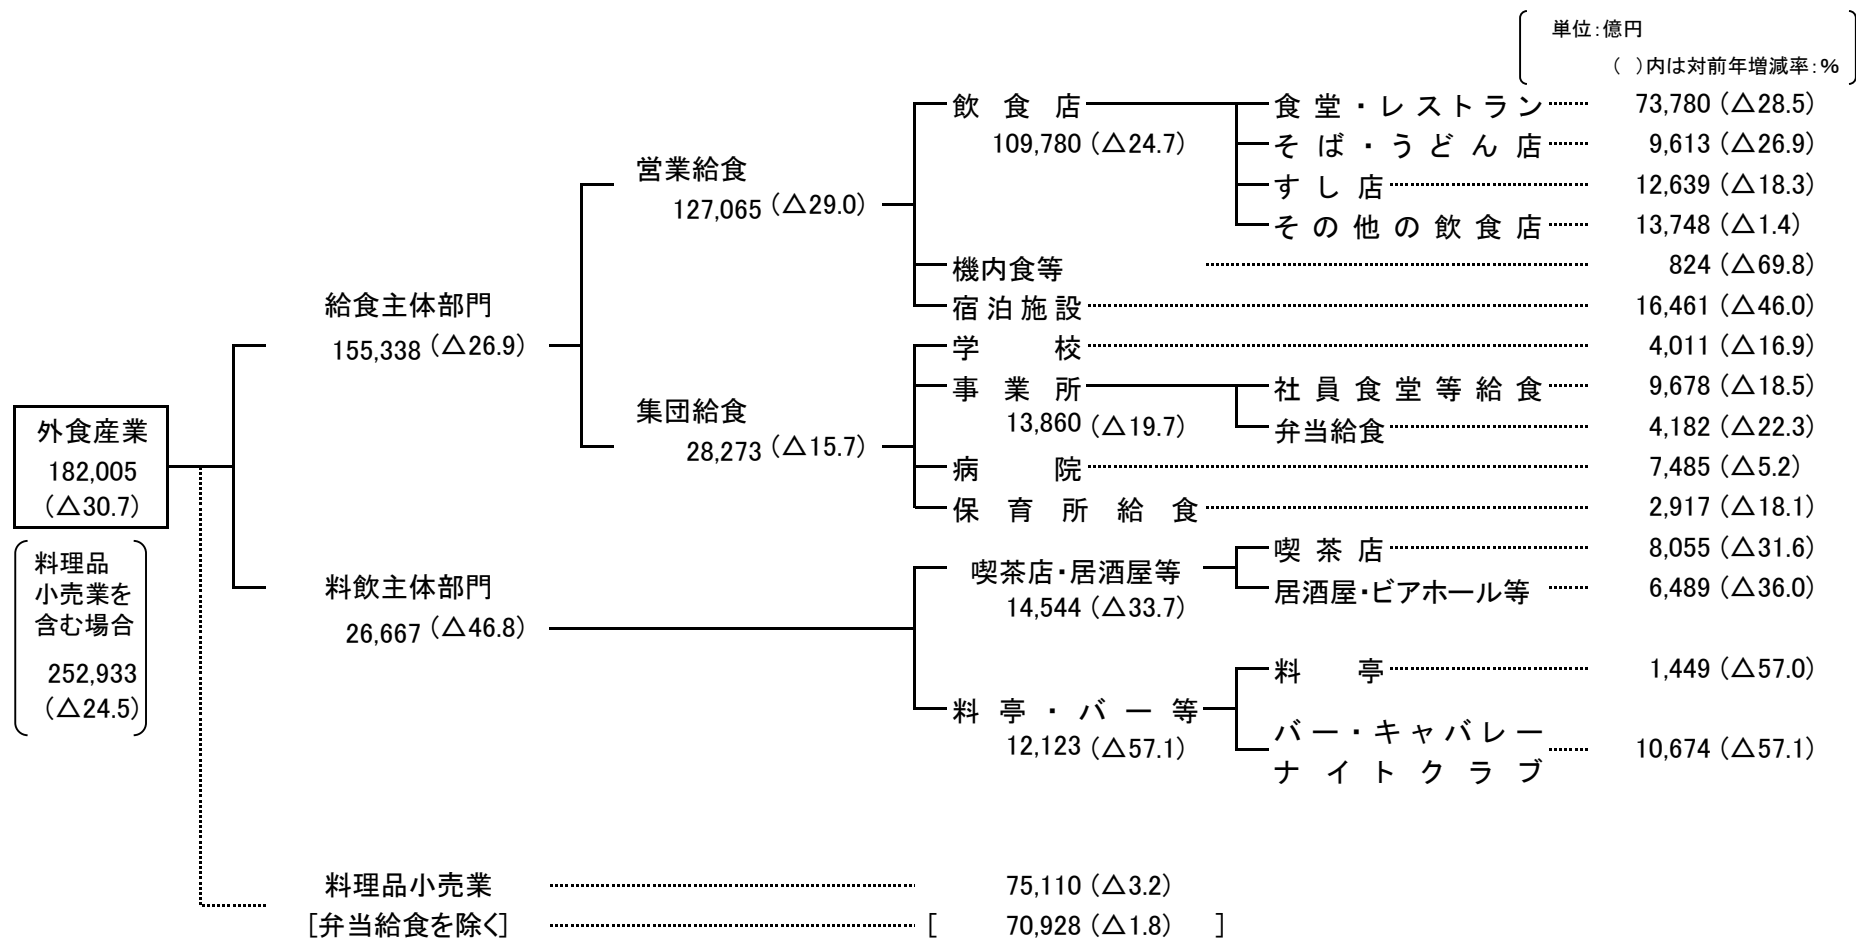 単位:億円
( )内は対前年増減率:%
飲食店
109,780 (△24.7)
食堂・レストラン 73,780 (△28.5)
そば・うどん店 9,613 (△26.9)
すし店 12,639 (△18.3)
その他の飲食店 13,748 (△1.4)
営業給食
127,065 (△29.0)
機内食等 824 (△69.8)
宿泊施設 16,461 (△46.0)
給食主体部門
155,338 (△26.9)
学校 4,011 (△16.9)
事業所
13,860 (△19.7)
社員食堂等給食 9,678 (△18.5)
弁当給食 4,182 (△22.3)
集団給食
28,273 (△15.7)
病院 7,485 (△5.2)
保育所給食 2,917 (△18.1)
外食産業
182,005
(△30.7)
料理品
小売業を
含む場合
252,933
(△24.5)
料飲主体部門
26,667 (△46.8)
喫茶店・居酒屋等
14,544 (△33.7)
喫茶店 8,055 (△31.6)
居酒屋・ビアホール等 6,489 (△36.0)
料亭・バー等
12,123 (△57.1)
料亭 1,449 (△57.0)
バー・キャバレー
ナイトクラブ
10,674 (△57.1)
料理品小売業 75,110 (△3.2)
[弁当給食を除く] [ 70,928 (△1.8) ]